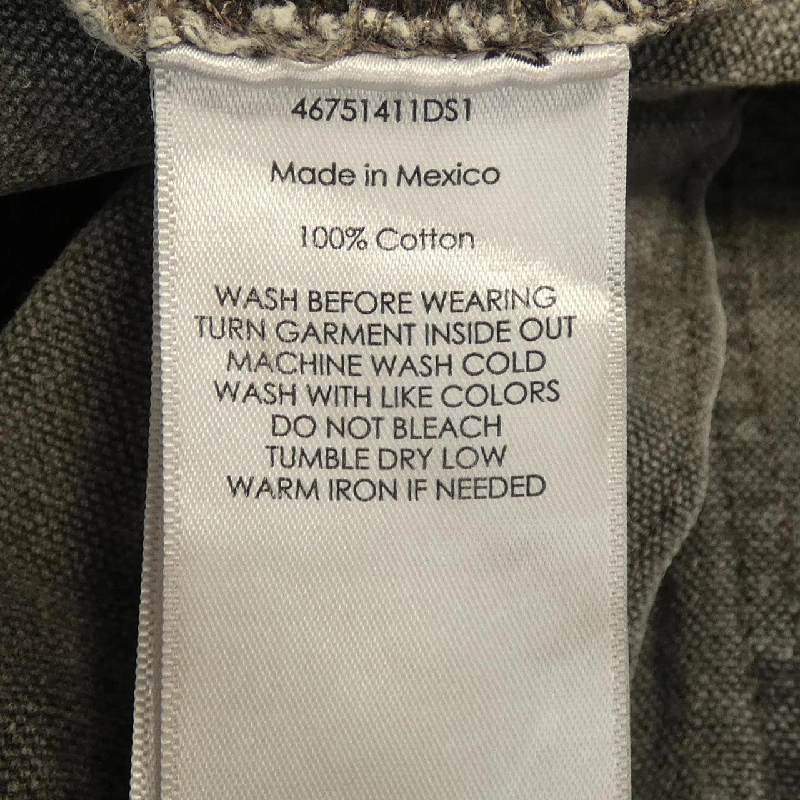 46751411DS1
Made in Mexico
100% Cotton
WASH BEFORE WEARING
TURN GARMENT INSIDE OUT
MACHINE WASH COLD
WASH WITH LIKE COLORS
DO NOT BLEACH
TUMBLE DRY LOW
WARM IRON IF NEEDED